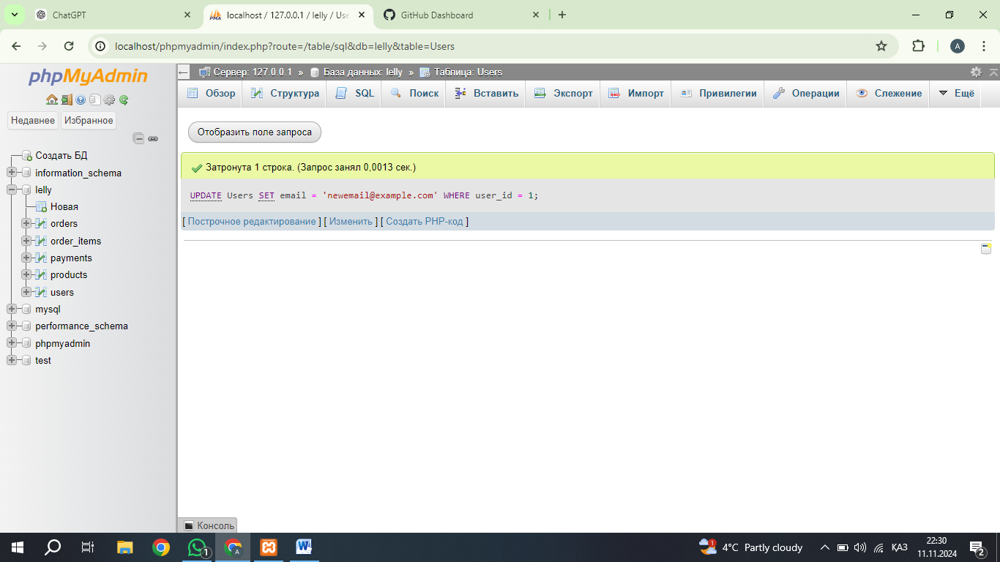 ChatGPT
localhost / 127.0.0.1 / lelly / Use
GitHub Dashboard
localhost/phpmyadmin/index.php?route=/table/sql&db=lelly&table=Users
A
phpMyAdmin
Недавнее Избранное
Создать БД
information_schema
lelly
Новая
orders
order_items
payments
products
users
mysql
performance_schema
phpmyadmin
test
Сервер: 127.0.0.1 » База данных: lelly » Таблица: Users
Обзор Структура SQL Поиск Вставить Экспорт Импорт Привилегии Операции Слежение Ещё
Отобразить поле запроса
Затронута 1 строка. (Запрос занял 0,0013 сек.)
UPDATE Users SET email = 'newemail@example.com' WHERE user_id = 1;
[ Построчное редактирование ] [ Изменить ] [ Создать PHP-код ]
Консоль
1
A
W
1
4°C Partly cloudy
ҚАЗ
22:30
11.11.2024
2